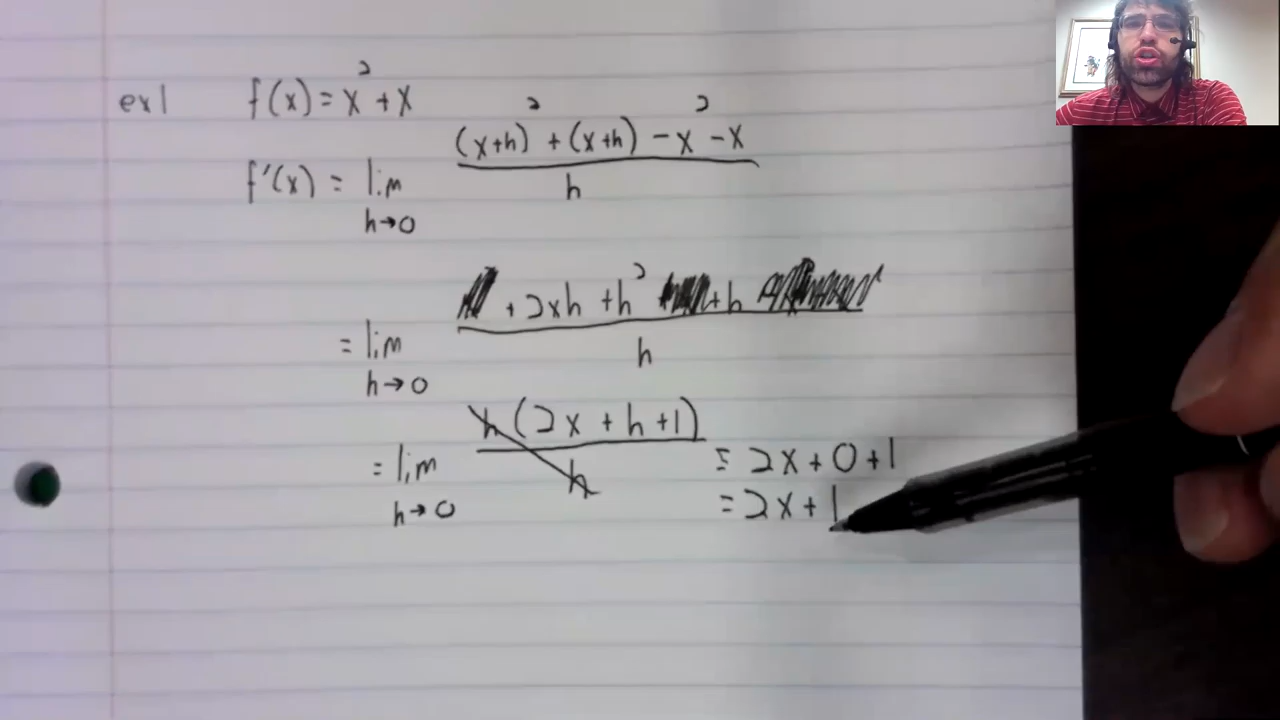 ex1 f(x) = x² + x
f'(x) = lim h→0 ((x+h)² + (x+h) - x² - x) / h
= lim h→0 (+ 2xh + h² + h) / h
= lim h→0 h(2x + h + 1) / h = 2x + 0 + 1
= 2x + 1